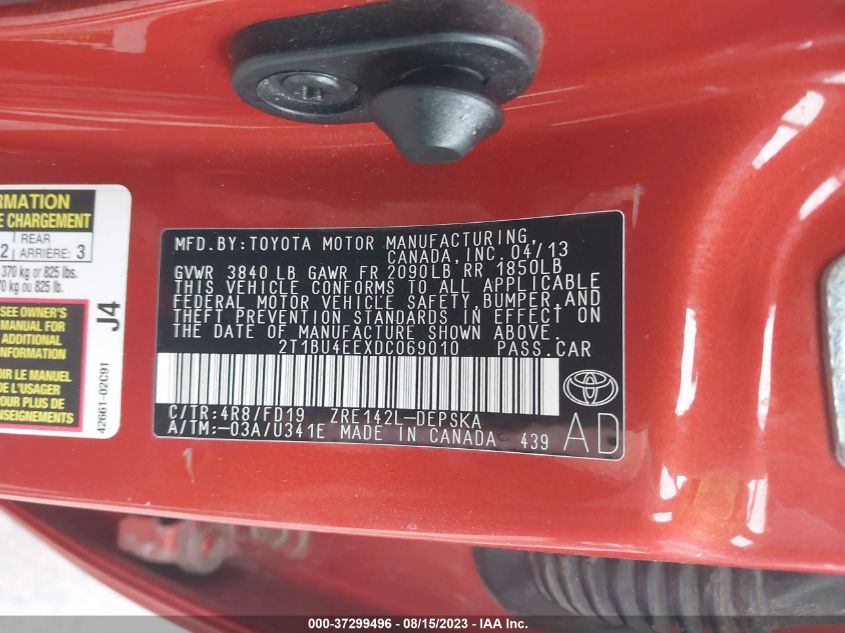 RMATION
E CHARGEMENT
2 REAR ARRIÈRE: 3
370 kg or 825 lbs.
70 kg ou 825 lb.
SEE OWNER'S
MANUAL FOR
ADDITIONAL
INFORMATION
OIR LE MANUEL
DE L'USAGER
POUR PLUS DE
J4
42661-02C91
MFD.BY:TOYOTA MOTOR MANUFACTURING,
CANADA,INC. 04/13
GVWR 3840 LB GAWR FR 2090LB RR 1850LB
THIS VEHICLE CONFORMS TO ALL APPLICABLE
FEDERAL MOTOR VEHICLE SAFETY,BUMPER,AND
THEFT PREVENTION STANDARDS IN EFFECT ON
THE DATE OF MANUFACTURE SHOWN ABOVE.
2T1BU4EEXDC069010 PASS.CAR
C/TR:4R8/FD19 ZRE142L-DEPSKA
A/TM:-03A/U341E MADE IN CANADA 439
AD
000-37299496 - 08/15/2023 - IAA, Inc.